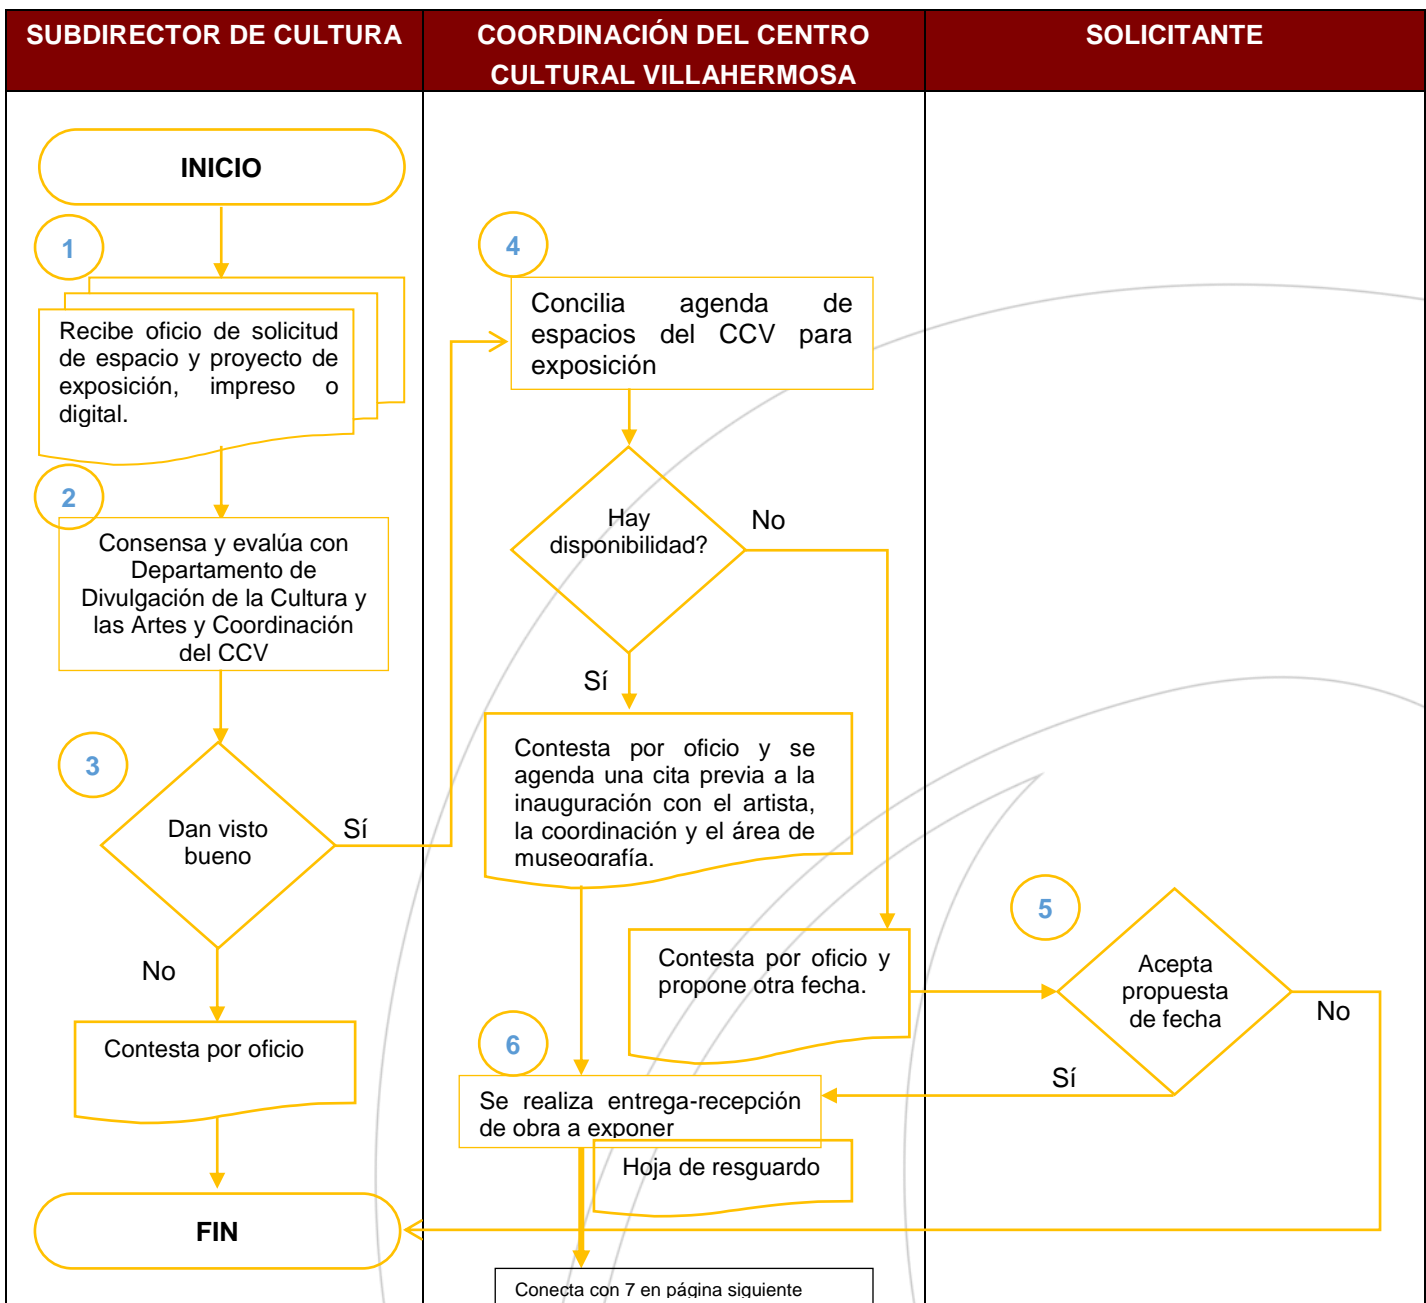 SUBDIRECTOR DE CULTURA
COORDINACIÓN DEL CENTRO
CULTURAL VILLAHERMOSA
SOLICITANTE
INICIO
1
Recibe oficio de solicitud
de espacio y proyecto de
exposición, impreso o
digital.
2
Consensa y evalúa con
Departamento de
Divulgación de la Cultura y
las Artes y Coordinación
del CCV
3
Dan visto
bueno
Sí
No
Contesta por oficio
FIN
4
Concilia agenda de
espacios del CCV para
exposición
Hay
disponibilidad?
No
Sí
Contesta por oficio y se
agenda una cita previa a la
inauguración con el artista,
la coordinación y el área de
museografía.
Contesta por oficio y
propone otra fecha.
5
Acepta
propuesta
de fecha
No
Sí
6
Se realiza entrega-recepción
de obra a exponer
Hoja de resguardo
Conecta con 7 en página siguiente